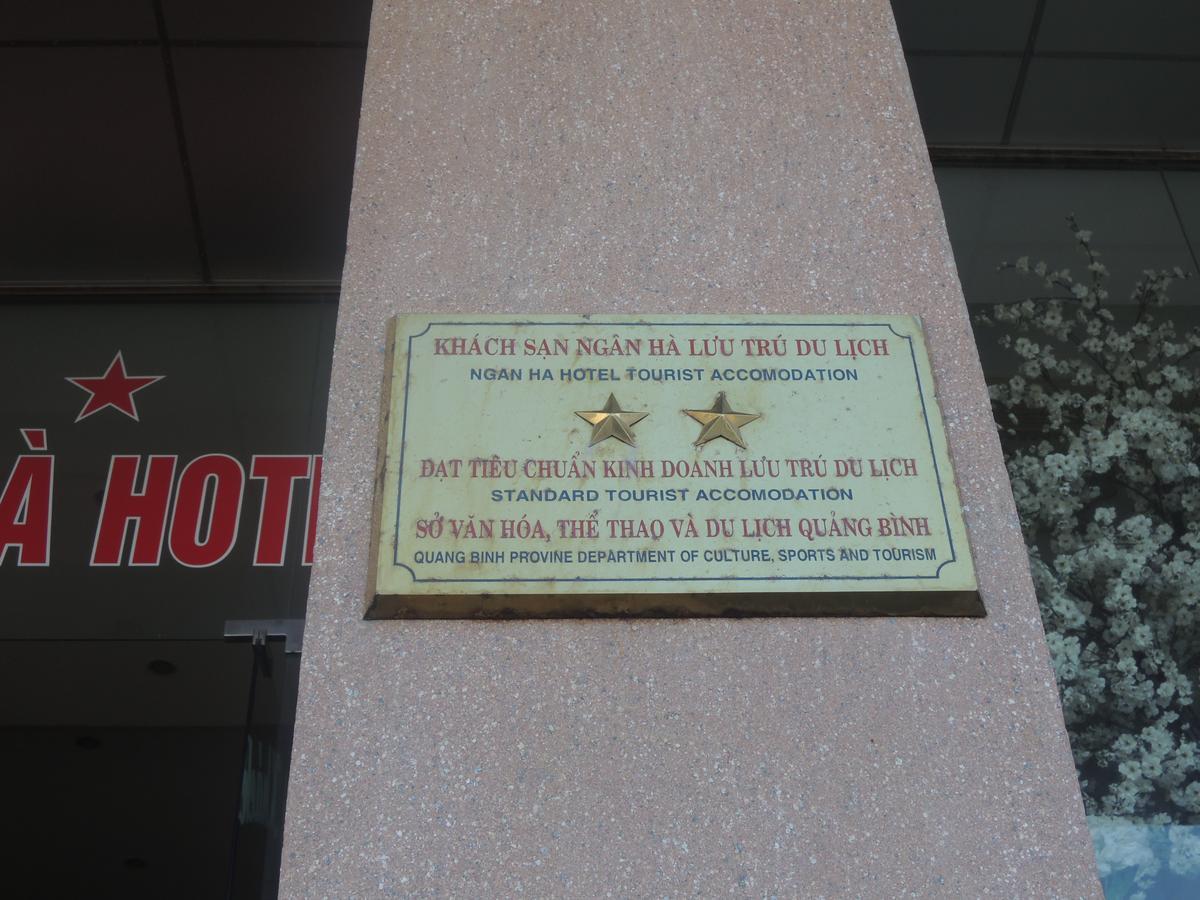 À HOTE
KHÁCH SẠN NGÂN HÀ LƯU TRÚ DU LỊCH
NGAN HA HOTEL TOURIST ACCOMODATION
ĐẠT TIÊU CHUẨN KINH DOANH LƯU TRÚ DU LỊCH
STANDARD TOURIST ACCOMODATION
SỞ VĂN HÓA, THỂ THAO VÀ DU LỊCH QUẢNG BÌNH
QUANG BINH PROVINE DEPARTMENT OF CULTURE, SPORTS AND TOURISM